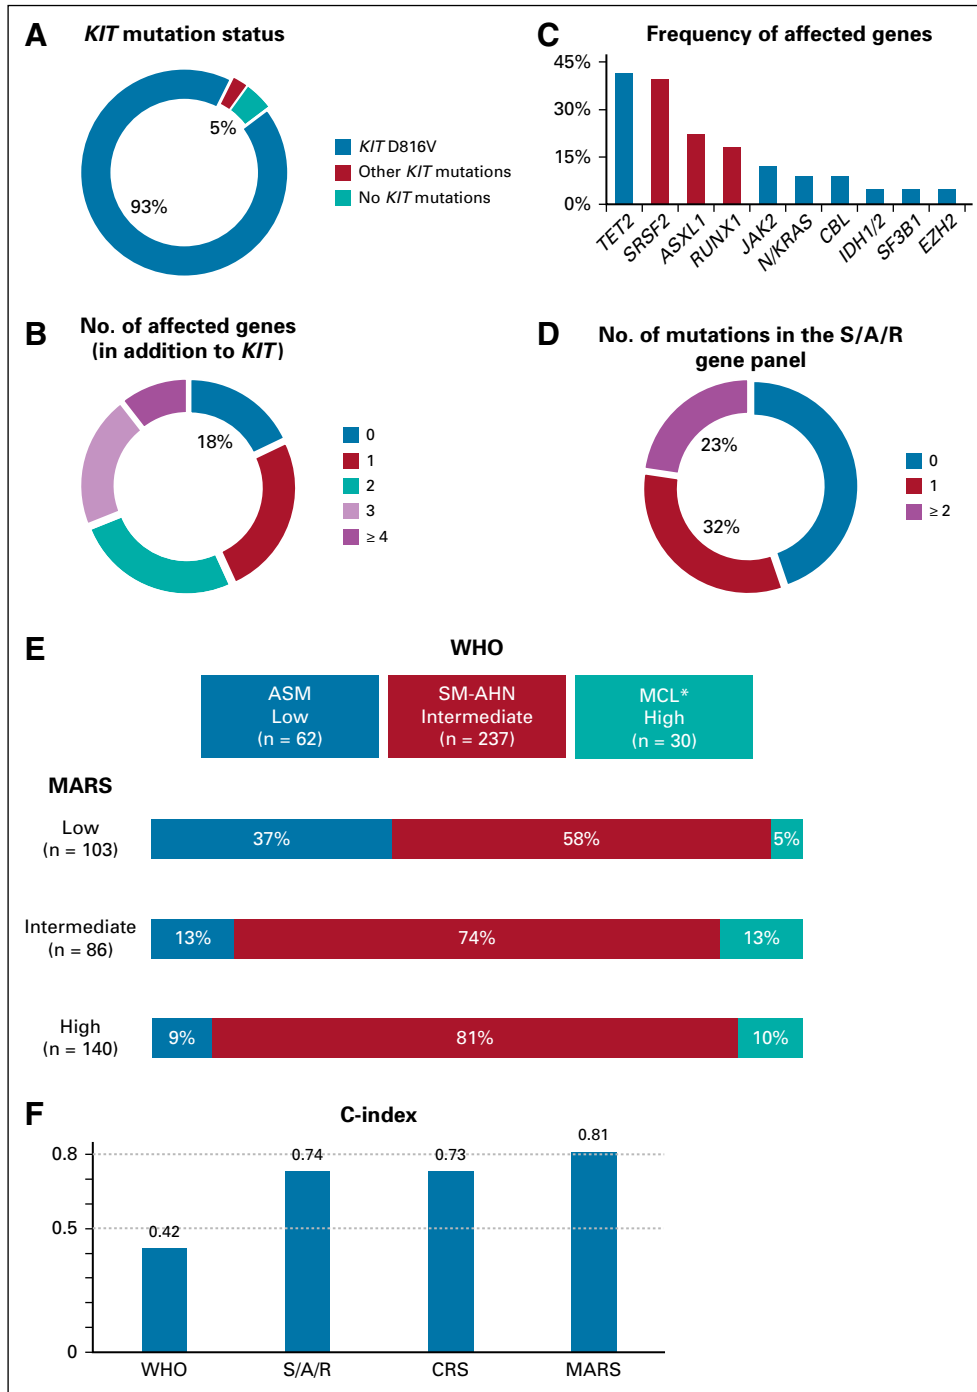 A
KIT mutation status
5%
93%
KIT D816V
Other KIT mutations
No KIT mutations
C
Frequency of affected genes
45%
30%
15%
0%
TET2
SRSF2
ASXL1
RUNX1
JAK2
N/KRAS
CBL
IDH1/2
SF3B1
EZH2
B
No. of affected genes
(in addition to KIT)
18%
0
1
2
3
≥ 4
D
No. of mutations in the S/A/R
gene panel
23%
32%
0
1
≥ 2
E
WHO
ASM
Low
(n = 62)
SM-AHN
Intermediate
(n = 237)
MCL*
High
(n = 30)
MARS
Low
(n = 103)
37%
58%
5%
Intermediate
(n = 86)
13%
74%
13%
High
(n = 140)
9%
81%
10%
F
C-index
0.8
0.5
0
0.42
0.74
0.73
0.81
WHO
S/A/R
CRS
MARS